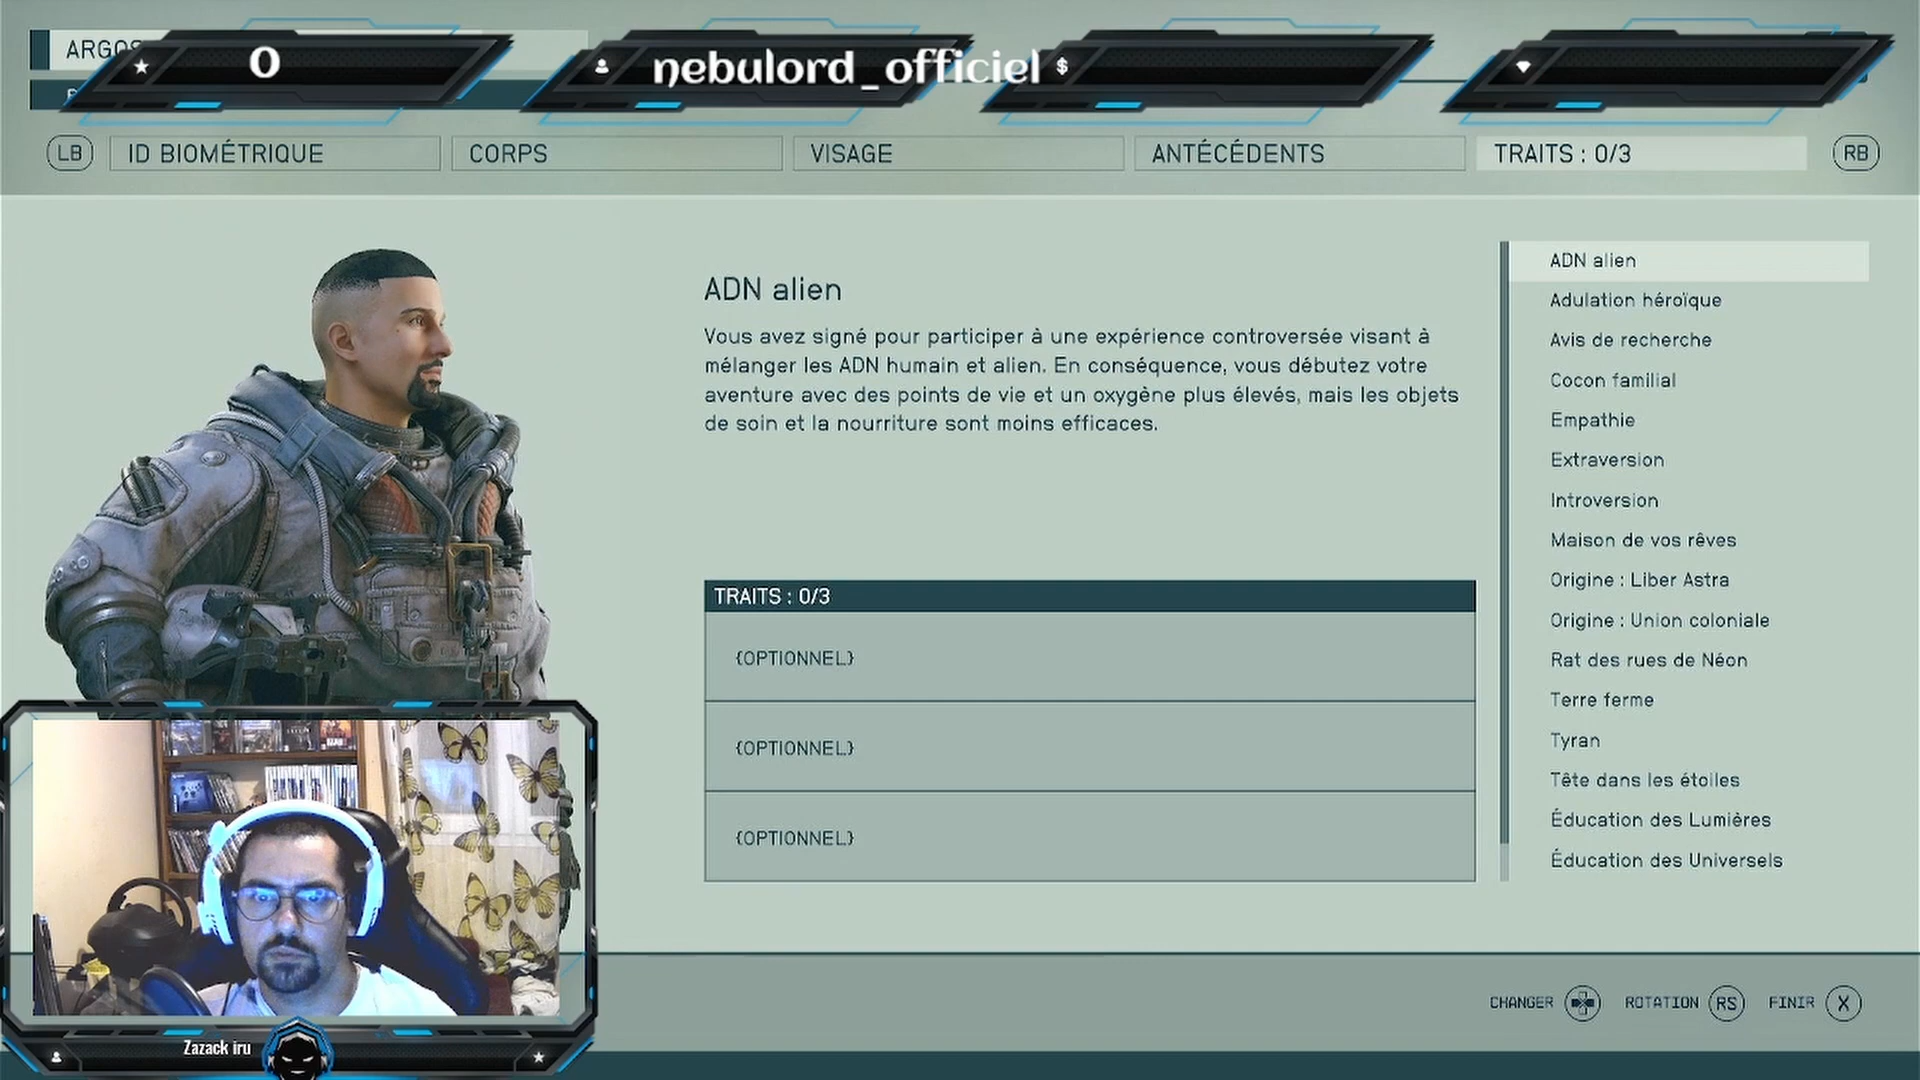 ARGOS
0
nebulord_officiel
$
LB
ID BIOMÉTRIQUE
CORPS
VISAGE
ANTÉCÉDENTS
TRAITS : 0/3
RB
ADN alien
Vous avez signé pour participer à une expérience controversée visant à
mélanger les ADN humain et alien. En conséquence, vous débutez votre
aventure avec des points de vie et un oxygène plus élevés, mais les objets
de soin et la nourriture sont moins efficaces.
TRAITS : 0/3
{OPTIONNEL}
{OPTIONNEL}
{OPTIONNEL}
ADN alien
Adulation héroïque
Avis de recherche
Cocon familial
Empathie
Extraversion
Introversion
Maison de vos rêves
Origine : Liber Astra
Origine : Union coloniale
Rat des rues de Néon
Terre ferme
Tyran
Tête dans les étoiles
Éducation des Lumières
Éducation des Universels
CHANGER
ROTATION RS
FINIR X
Zazack iru